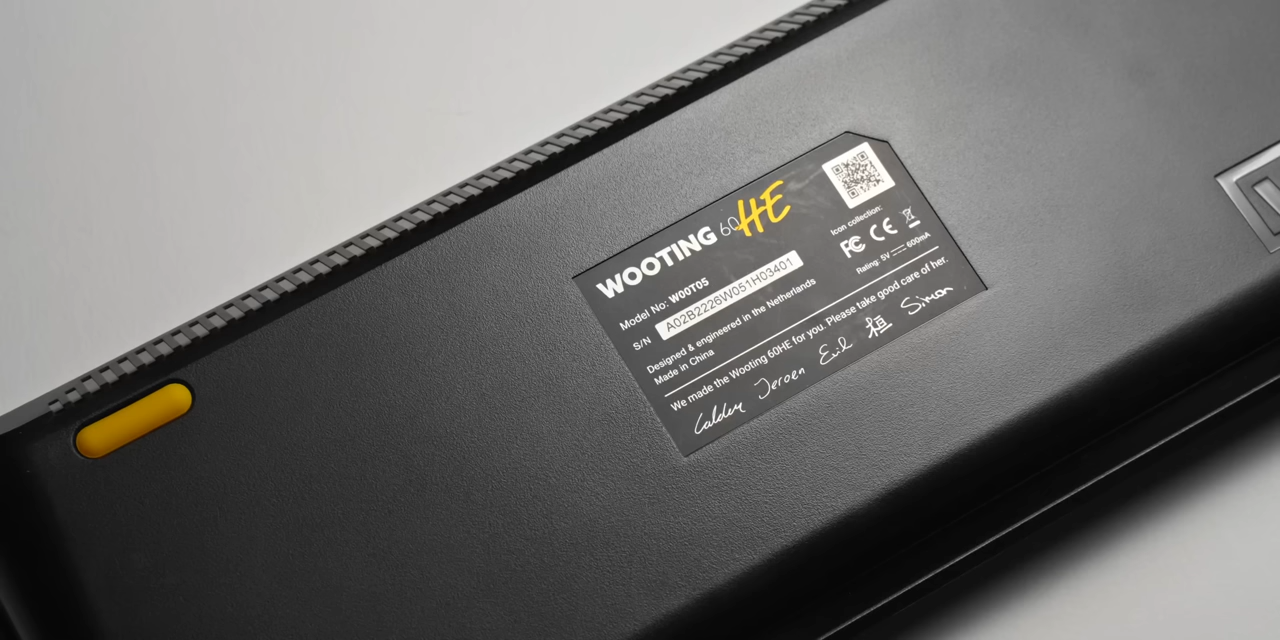 WOOTING 60HE
Model No: W00T05
S/N A02B2226W051H03401
Designed & engineered in the Netherlands
Made in China
Icon collection:
FC CE
Rating: 5V 600mA
We made the Wooting 60HE for you. Please take good care of her.
Calder Jeroen Erik 桓 Simon